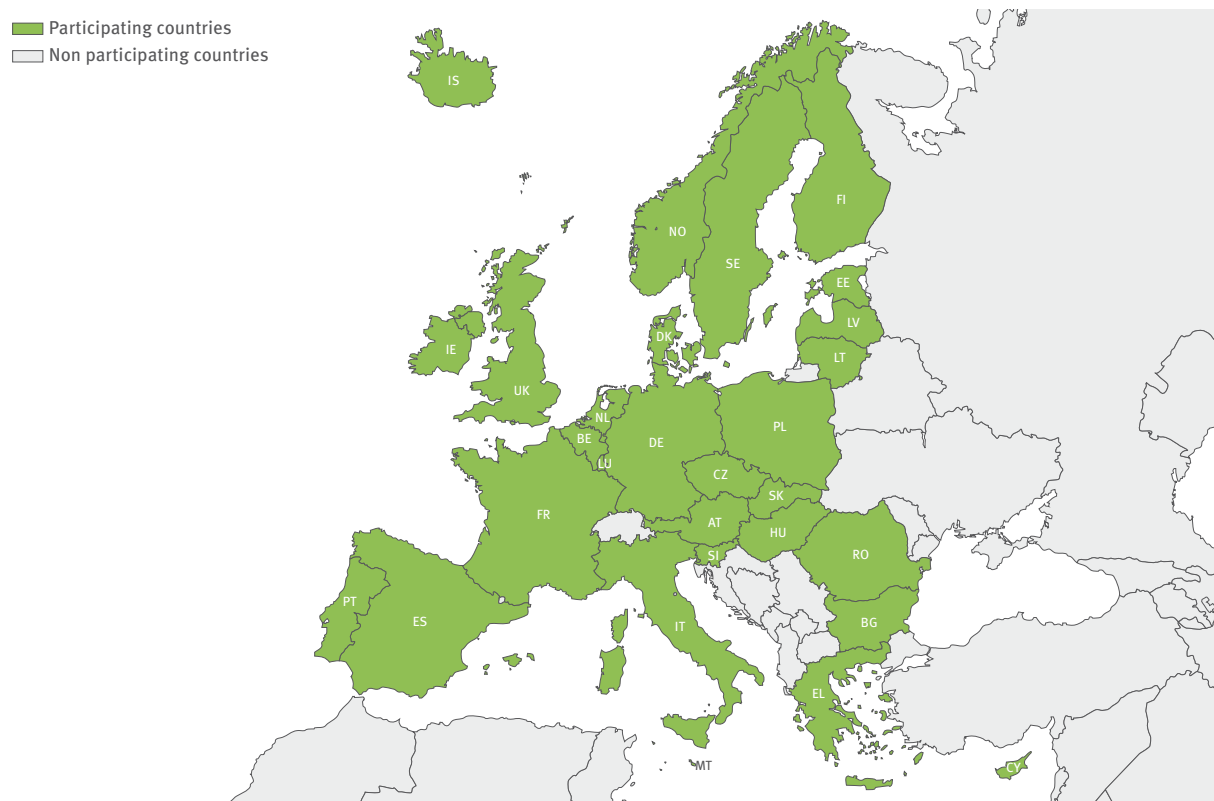 Participating countries
Non participating countries
IS
FI
NO
SE
EE
LV
DK
IE
LT
UK
NL
PL
BE
DE
LU
CZ
SK
FR
AT
HU
SI
RO
PT
ES
IT
BG
EL
MT
CY